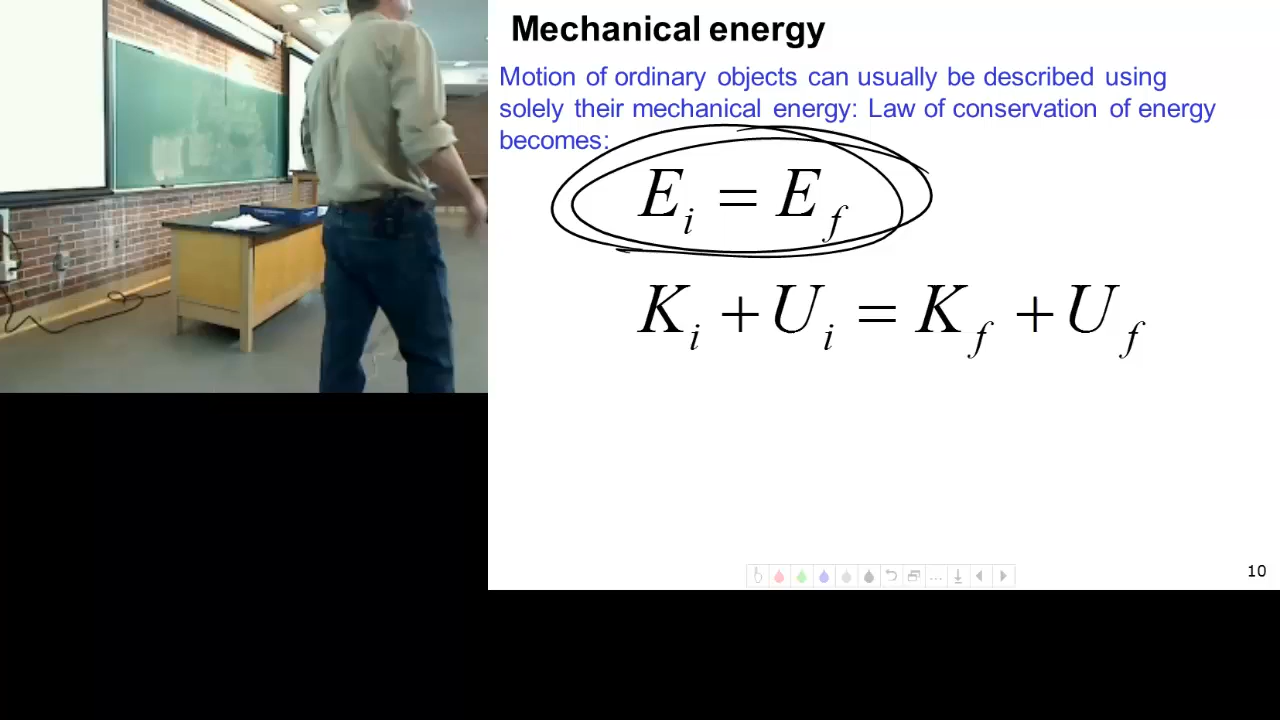 Mechanical energy
Motion of ordinary objects can usually be described using
solely their mechanical energy: Law of conservation of energy
becomes:
E_i = E_f
K_i + U_i = K_f + U_f
10